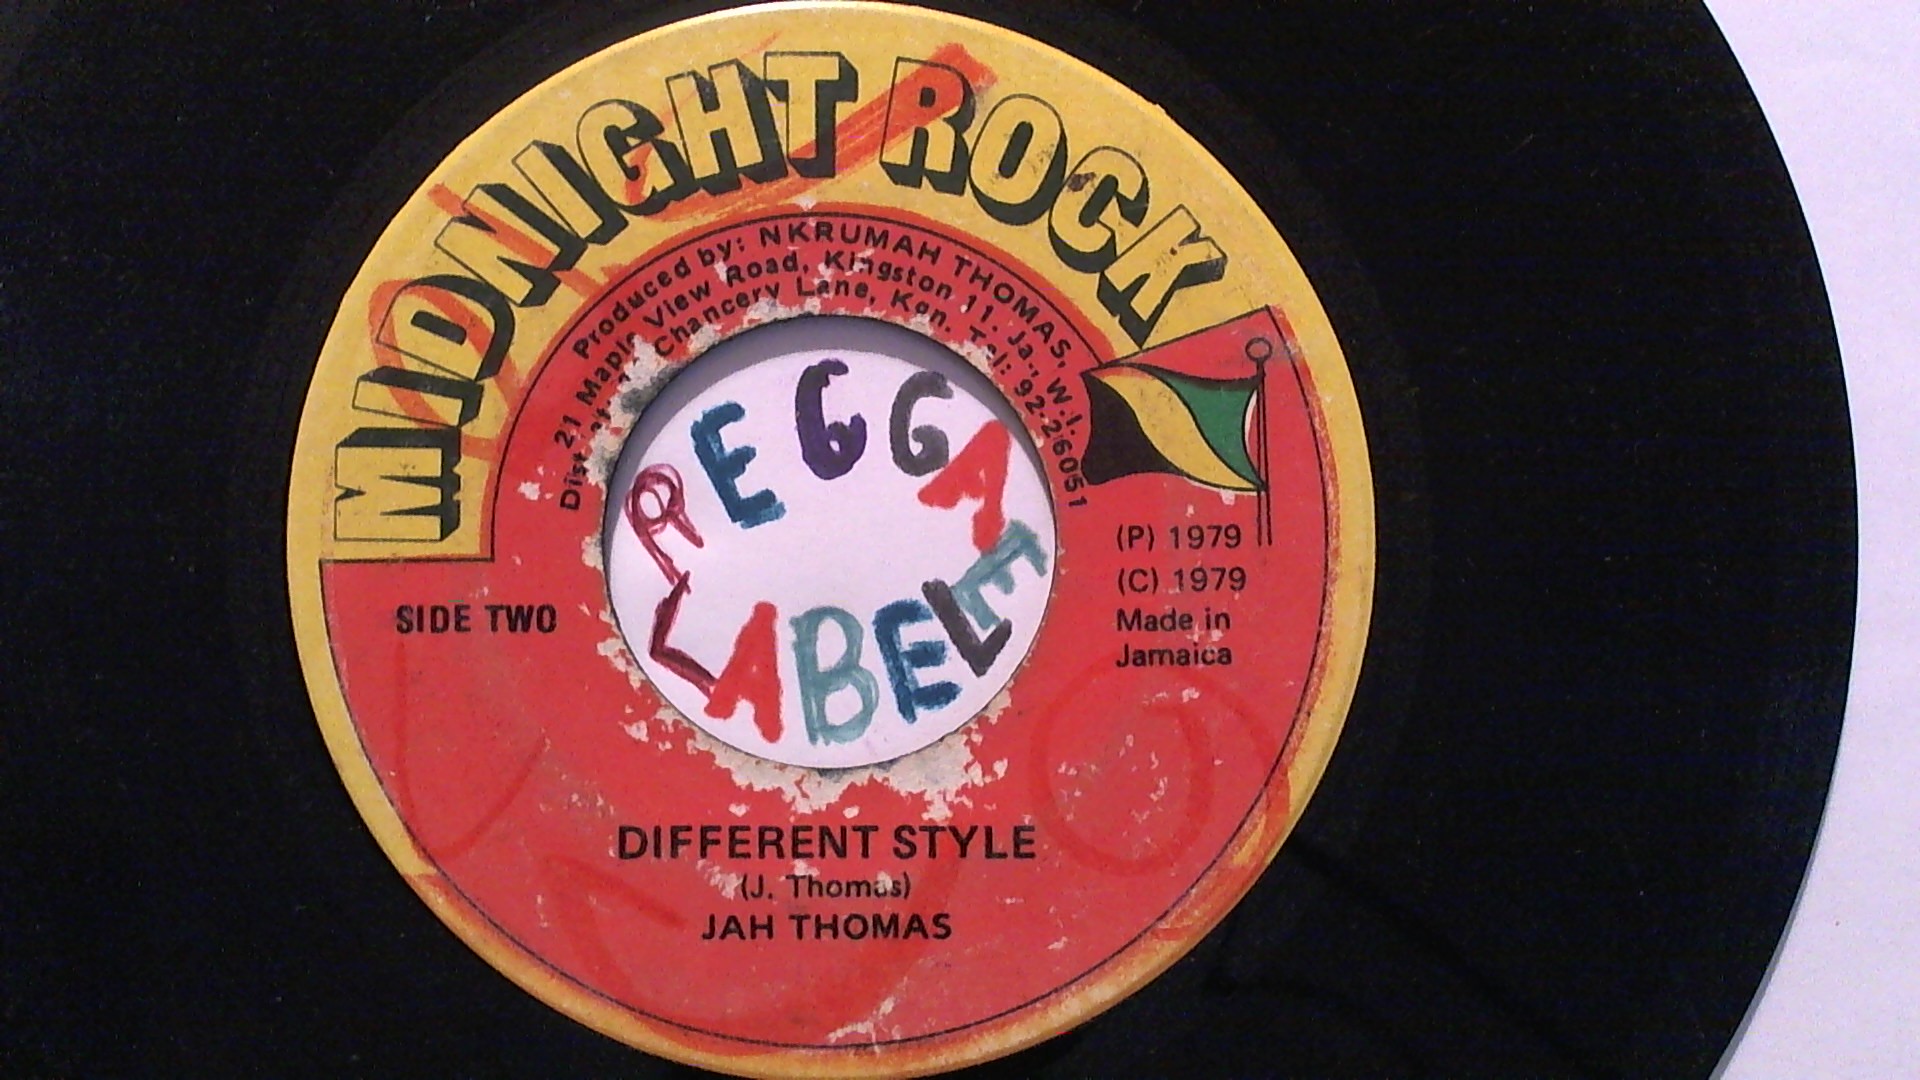 MIDNIGHT ROCK
Produced by: NKRUMAH THOMAS,
21 Maple View Road, Kingston 11. Ja., W.I.
Chancery Lane, Kgn. Tel: 92-26051
REGGAE
LABEL
(P) 1979
(C) 1979
Made in
Jamaica
SIDE TWO
DIFFERENT STYLE
(J. Thomas)
JAH THOMAS